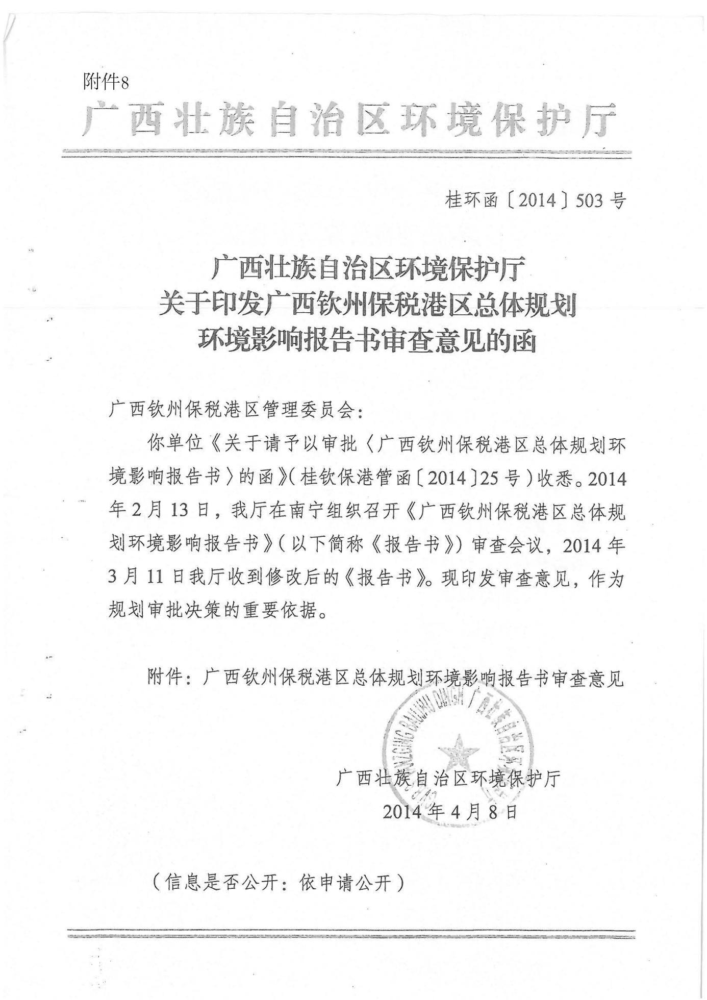 附件8
广西壮族自治区环境保护厅
桂环函〔2014〕503号
广西壮族自治区环境保护厅
关于印发广西钦州保税港区总体规划
环境影响报告书审查意见的函
广西钦州保税港区管理委员会：
你单位《关于请予以审批〈广西钦州保税港区总体规划环
境影响报告书〉的函》（桂钦保港管函〔2014〕25号）收悉。2014
年2月13日，我厅在南宁组织召开《广西钦州保税港区总体规
划环境影响报告书》（以下简称《报告书》）审查会议，2014年
3月11日我厅收到修改后的《报告书》。现印发审查意见，作为
规划审批决策的重要依据。
附件：广西钦州保税港区总体规划环境影响报告书审查意见
广西壮族自治区环境保护厅
2014年4月8日
（信息是否公开：依申请公开）